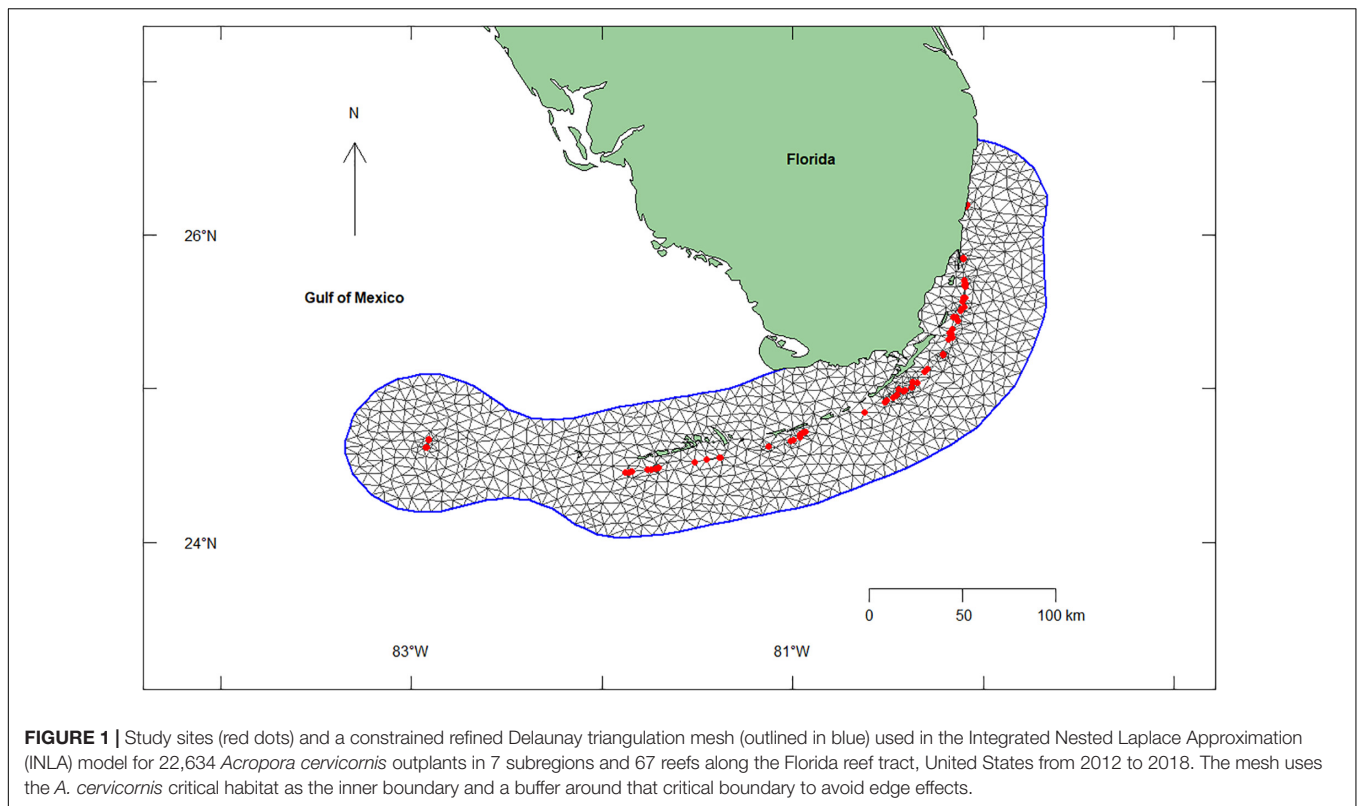 N
Florida
26°N
Gulf of Mexico
24°N
0 50 100 km
83°W 81°W
FIGURE 1 | Study sites (red dots) and a constrained refined Delaunay triangulation mesh (outlined in blue) used in the Integrated Nested Laplace Approximation
(INLA) model for 22,634 Acropora cervicornis outplants in 7 subregions and 67 reefs along the Florida reef tract, United States from 2012 to 2018. The mesh uses
the A. cervicornis critical habitat as the inner boundary and a buffer around that critical boundary to avoid edge effects.